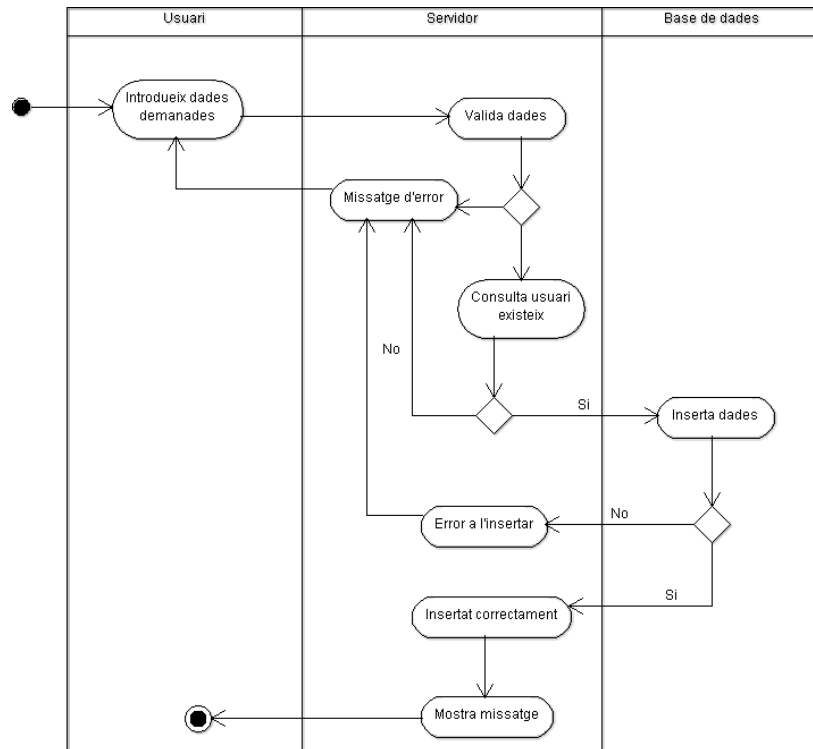 Usuari
Servidor
Base de dades
Introdueix dades
demanades
Valida dades
Missatge d'error
Consulta usuari
existeix
No
Si
Inserta dades
Error a l'insertar
No
Si
Insertat correctament
Mostra missatge